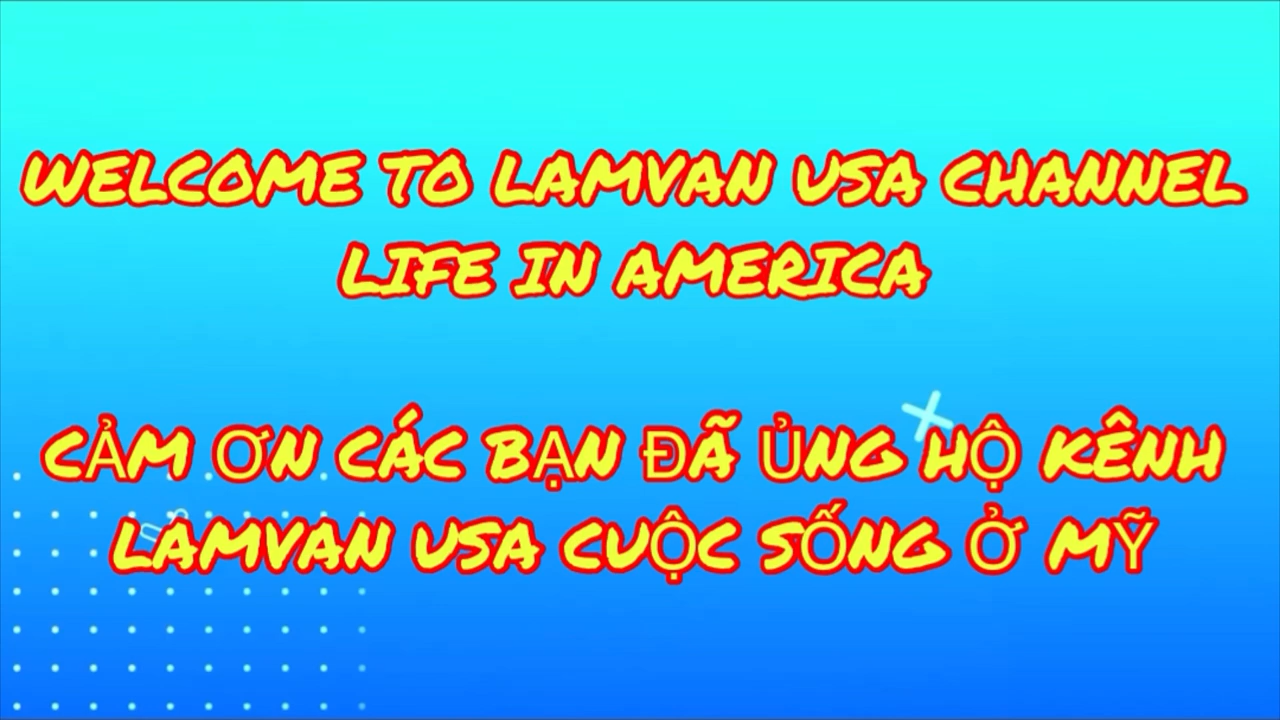 WELCOME TO LAMVAN USA CHANNEL
LIFE IN AMERICA
CẢM ƠN CÁC BẠN ĐÃ ỦNG HỘ KÊNH
LAMVAN USA CUỘC SỐNG Ở MỸ